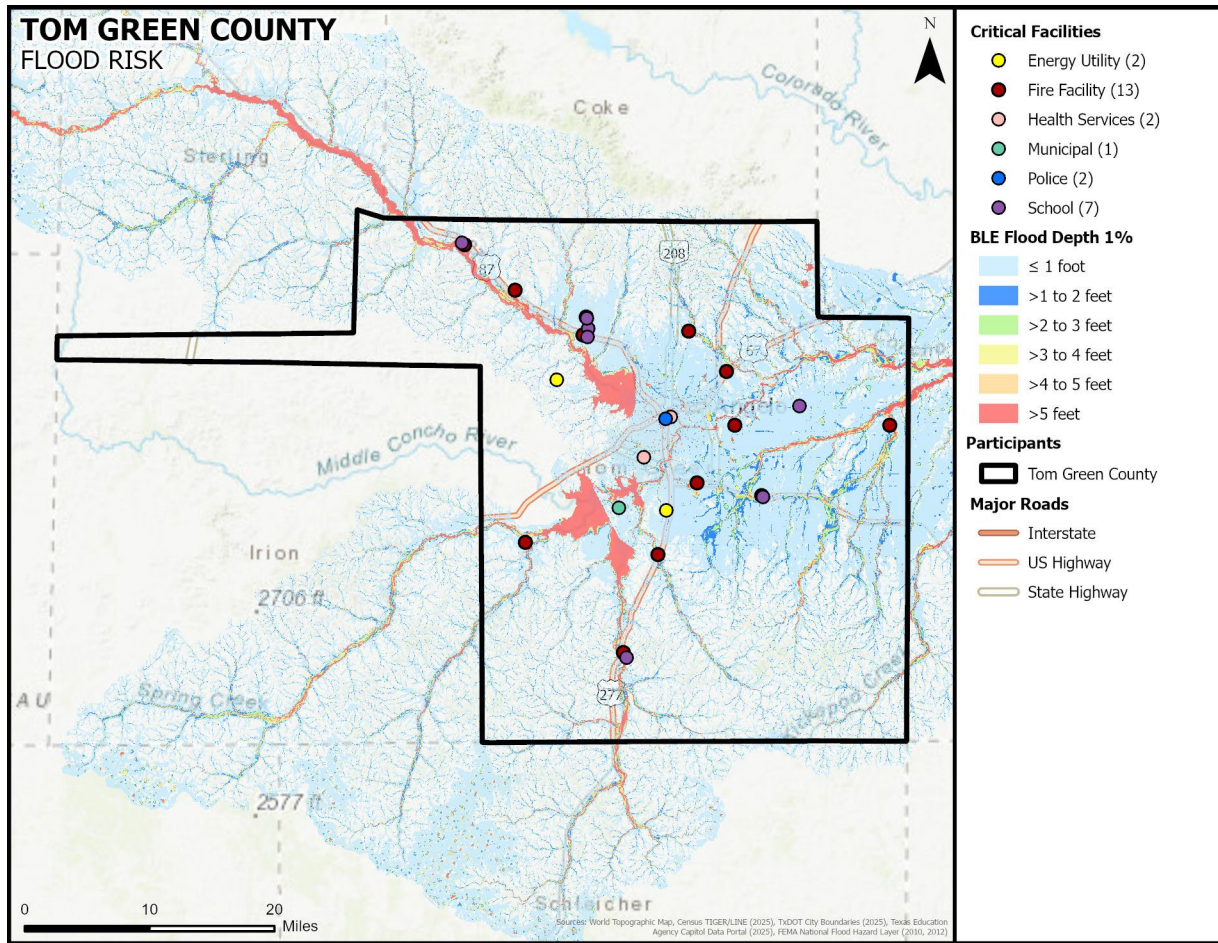 TOM GREEN COUNTY
FLOOD RISK
N
Colorado River
Coke
Sterling
208
87
67
Middle Concho River
Irion
2706 ft
Spring Creek
AU
277
2577 ft
Schleicher
0 10 20
Miles
Sources: World Topographic Map, Census TIGER/LINE (2025), TxDOT City Boundaries (2025), Texas Education
Agency Capitol Data Portal (2025), FEMA National Flood Hazard Layer (2010, 2012)
Critical Facilities
Energy Utility (2)
Fire Facility (13)
Health Services (2)
Municipal (1)
Police (2)
School (7)
BLE Flood Depth 1%
≤ 1 foot
>1 to 2 feet
>2 to 3 feet
>3 to 4 feet
>4 to 5 feet
>5 feet
Participants
Tom Green County
Major Roads
Interstate
US Highway
State Highway